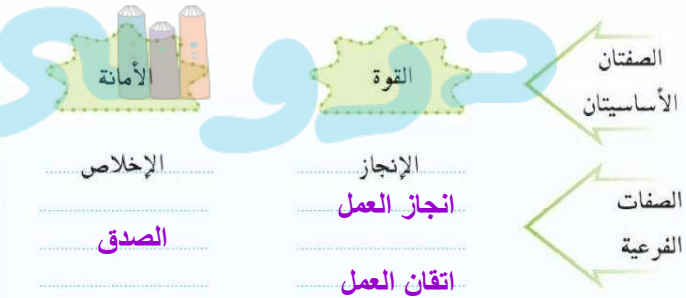 الصفتان
الأساسيتان
القوة
الأمانة
الصفات
الفرعية
الإنجاز
انجاز العمل
اتقان العمل
الإخلاص
الصدق